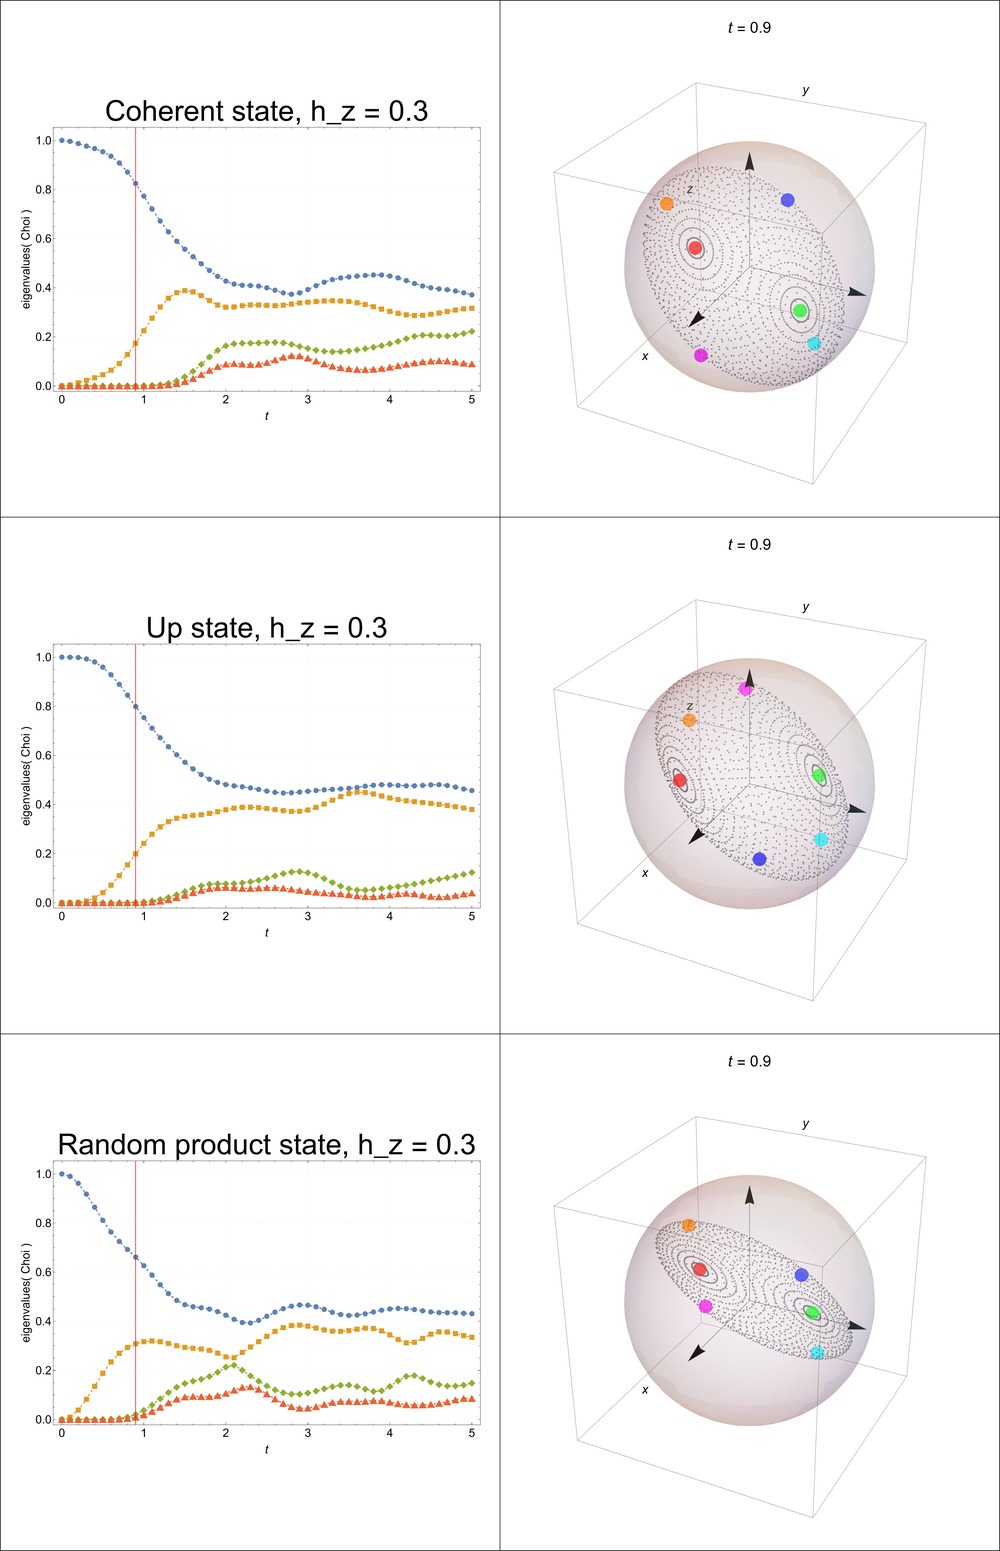 t = 0.9
y
Coherent state, h_z = 0.3
1.0
0.8
0.6
0.4
0.2
0.0
eigenvalues( Choi )
0 1 2 3 4 5
t
z
x
t = 0.9
y
Up state, h_z = 0.3
1.0
0.8
0.6
0.4
0.2
0.0
eigenvalues( Choi )
0 1 2 3 4 5
t
z
x
t = 0.9
y
Random product state, h_z = 0.3
1.0
0.8
0.6
0.4
0.2
0.0
eigenvalues( Choi )
0 1 2 3 4 5
t
z
x